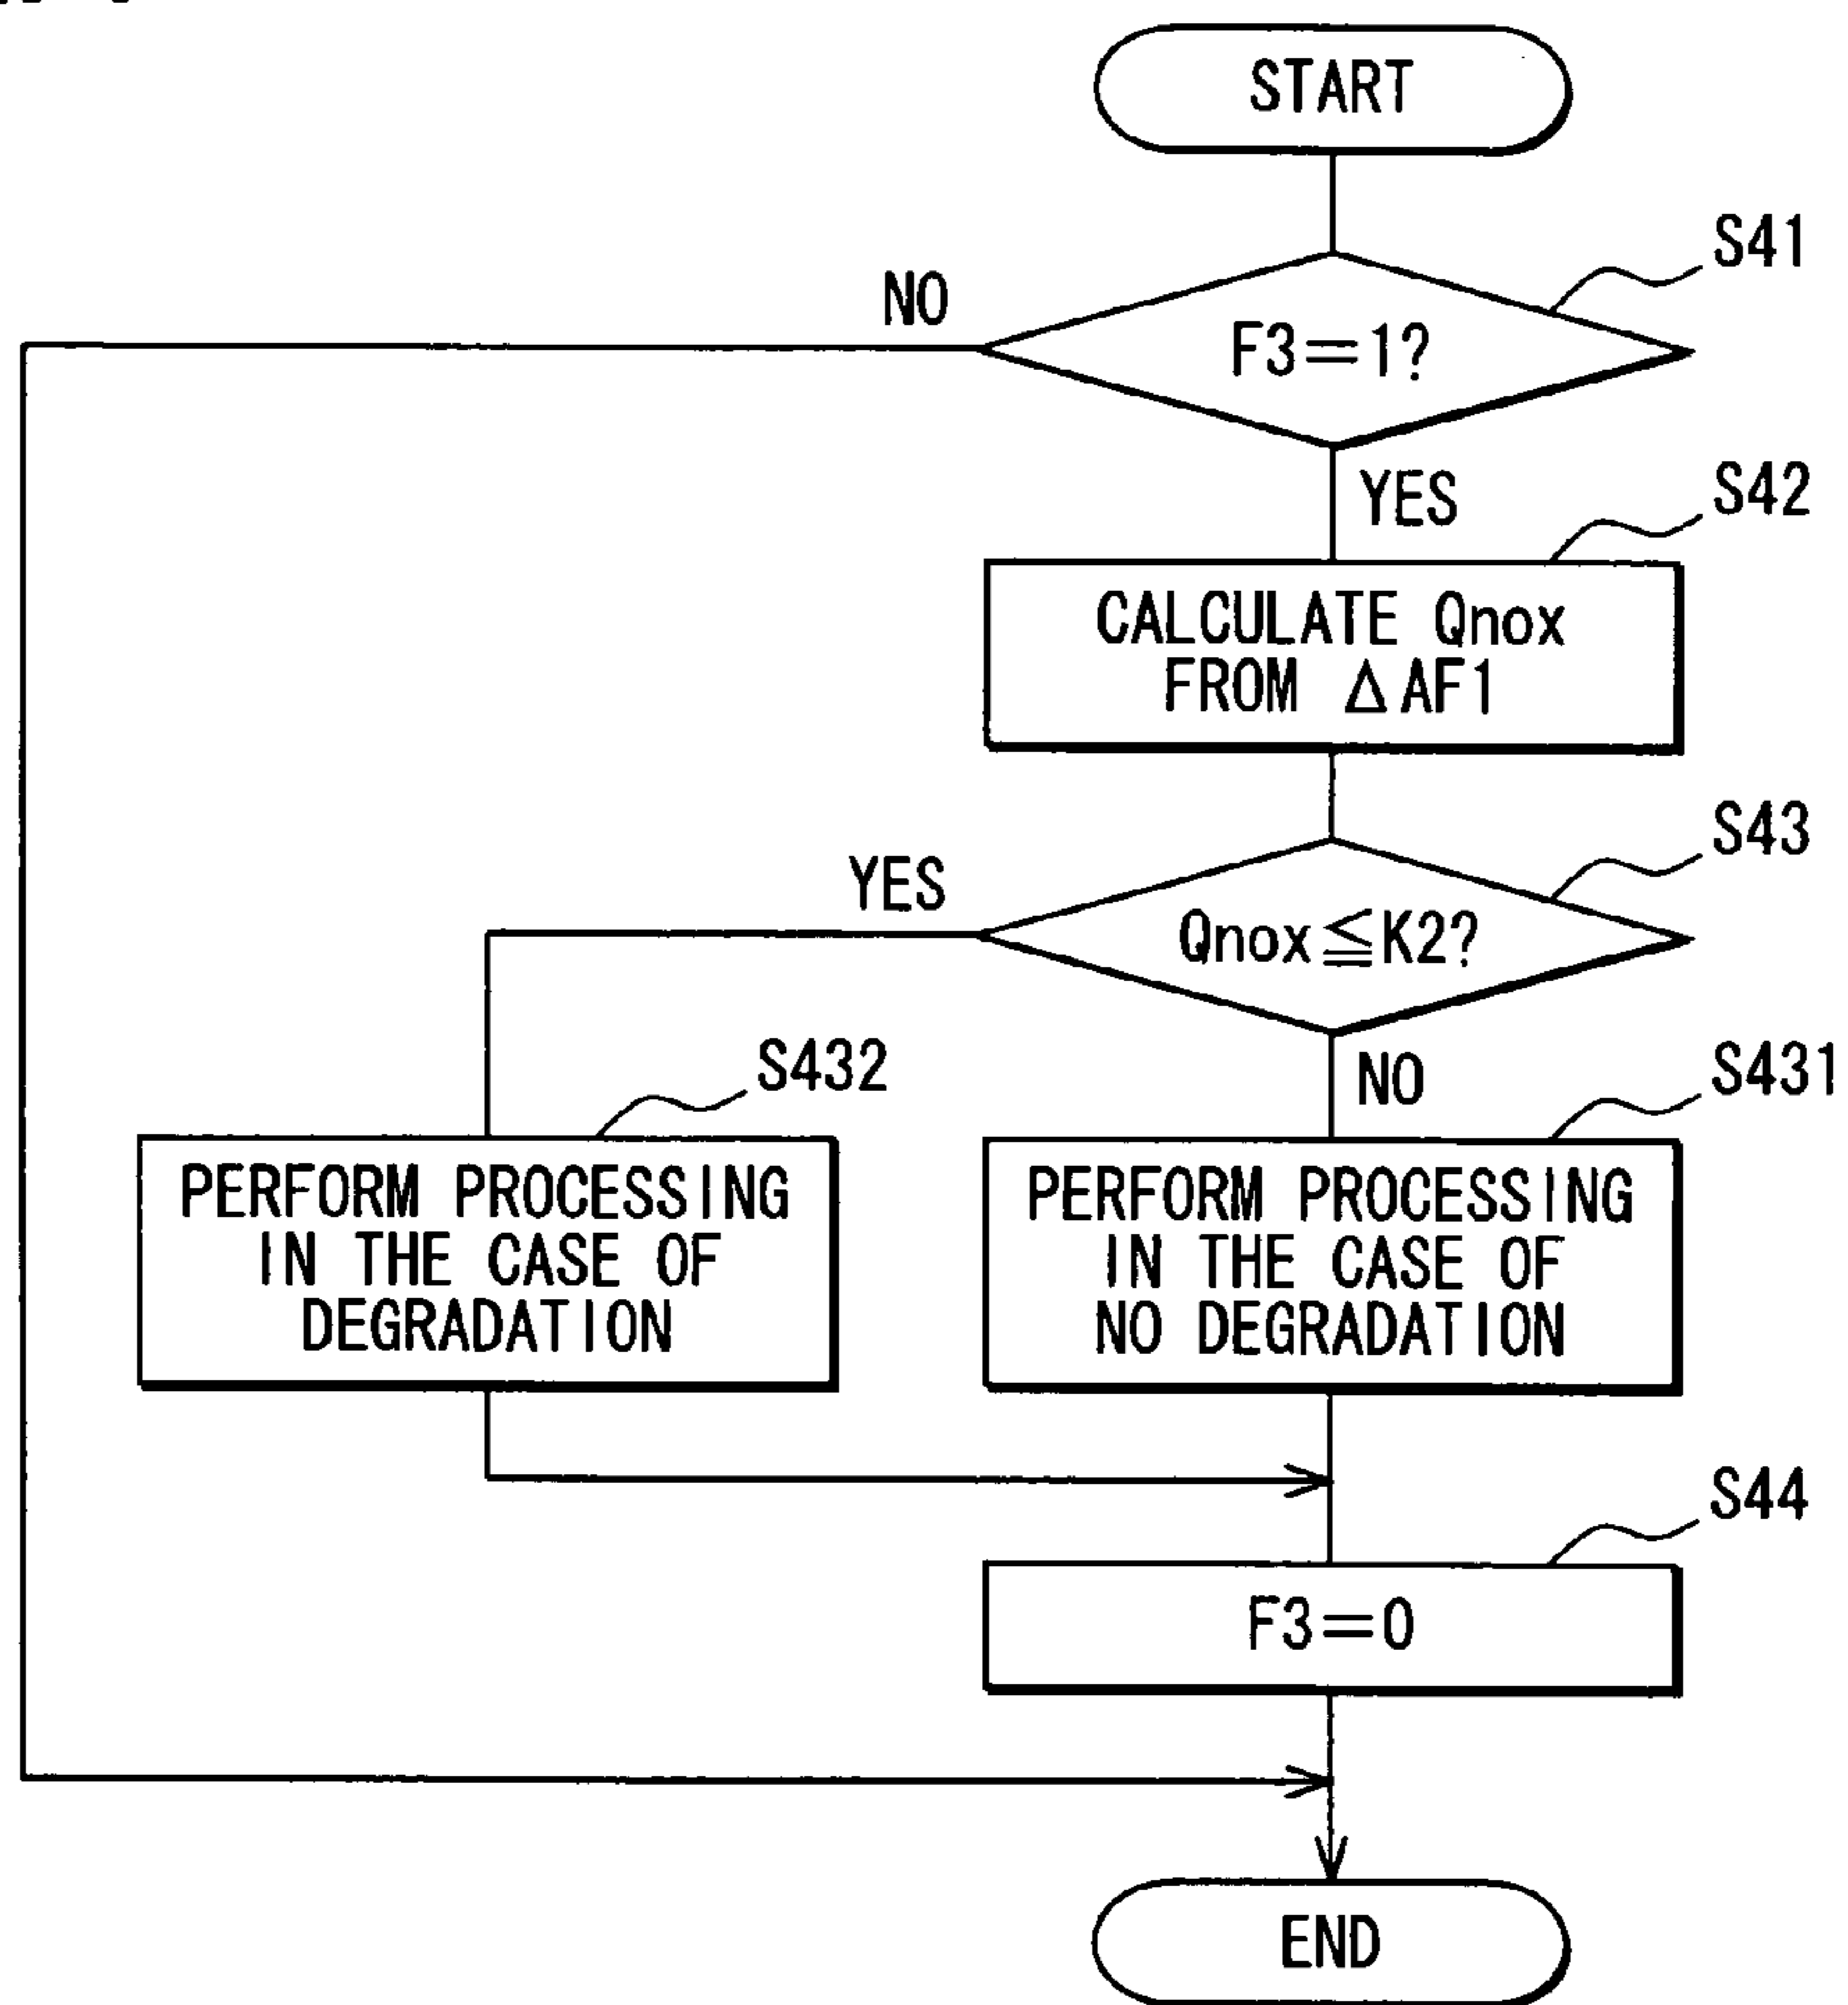 START
S41
NO
F3=1?
YES
S42
CALCULATE Qnox
FROM ΔAF1
S43
YES
Qnox≦K2?
S432
NO
S431
PERFORM PROCESSING
IN THE CASE OF
DEGRADATION
PERFORM PROCESSING
IN THE CASE OF
NO DEGRADATION
S44
F3=0
END